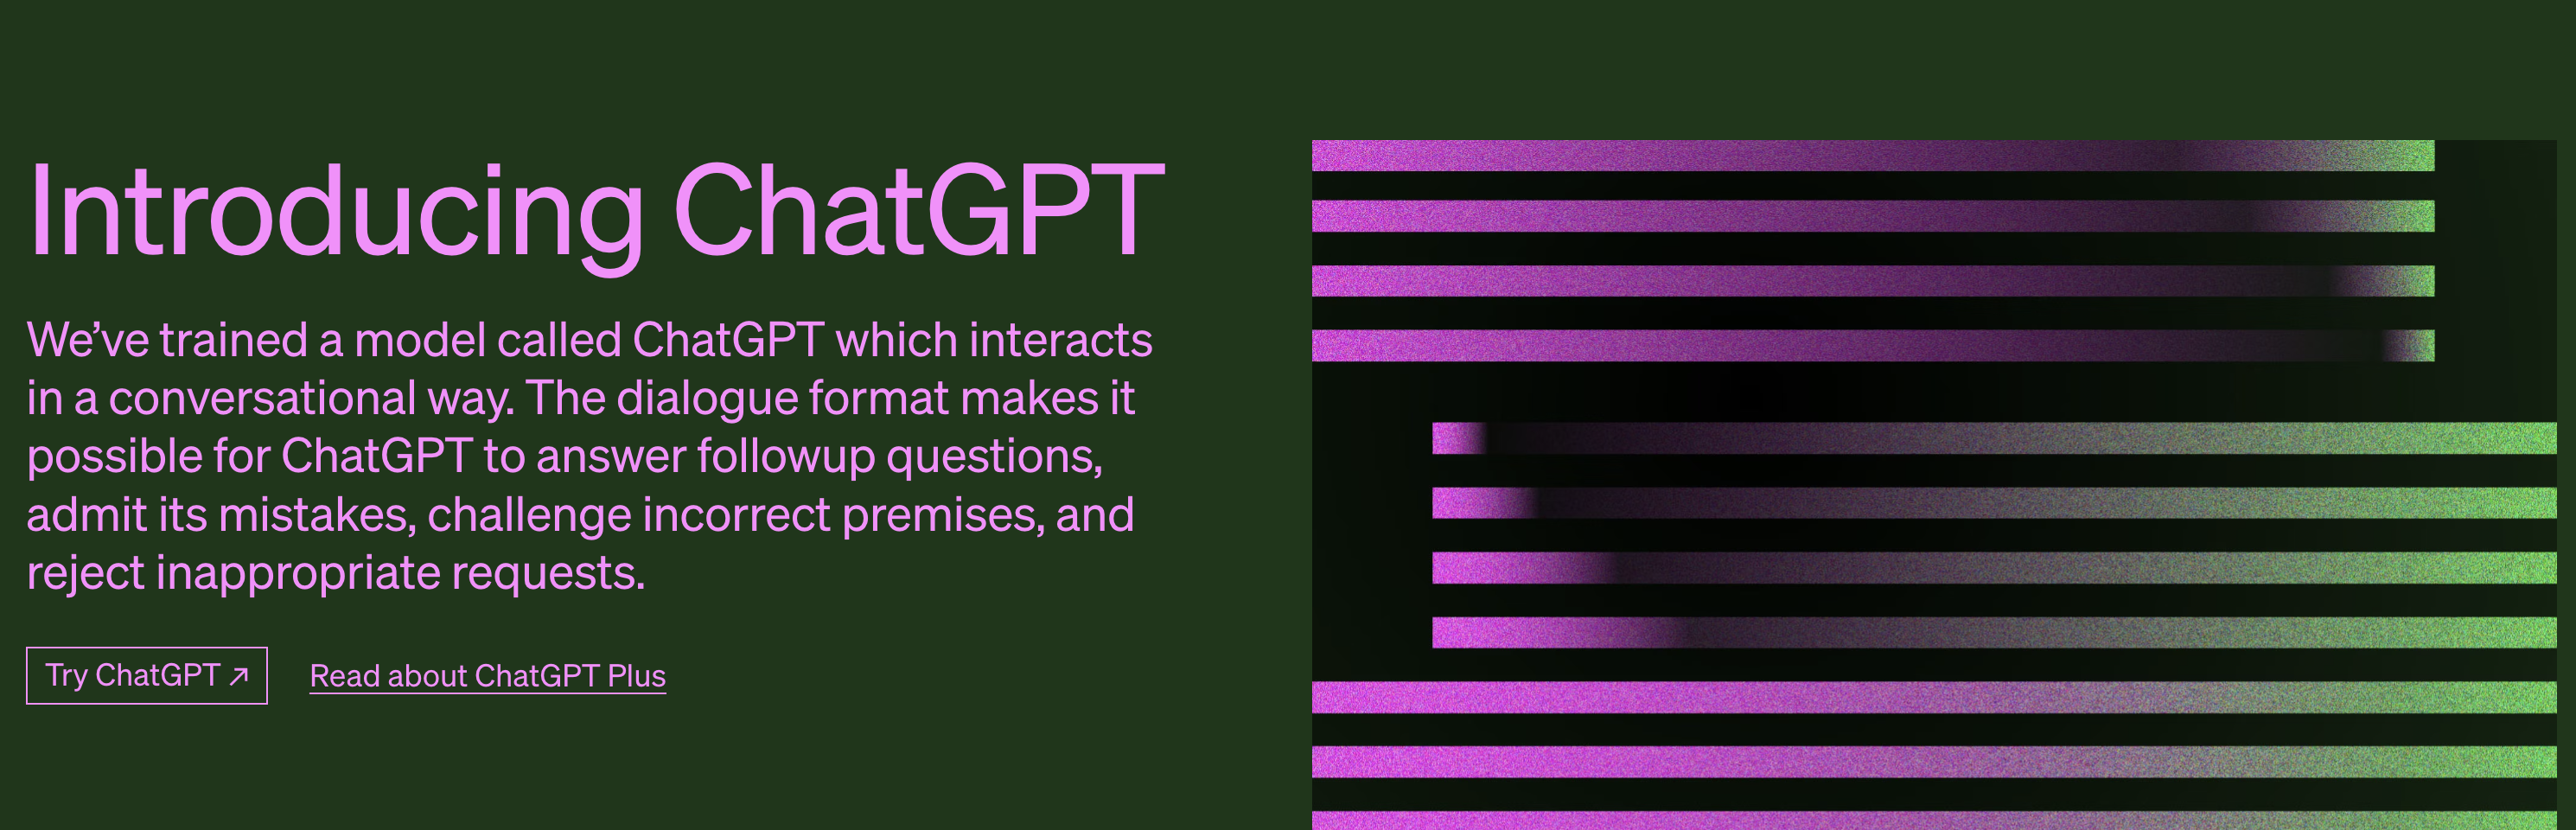 Introducing ChatGPT
We’ve trained a model called ChatGPT which interacts
in a conversational way. The dialogue format makes it
possible for ChatGPT to answer followup questions,
admit its mistakes, challenge incorrect premises, and
reject inappropriate requests.
Try ChatGPT ↗
Read about ChatGPT Plus